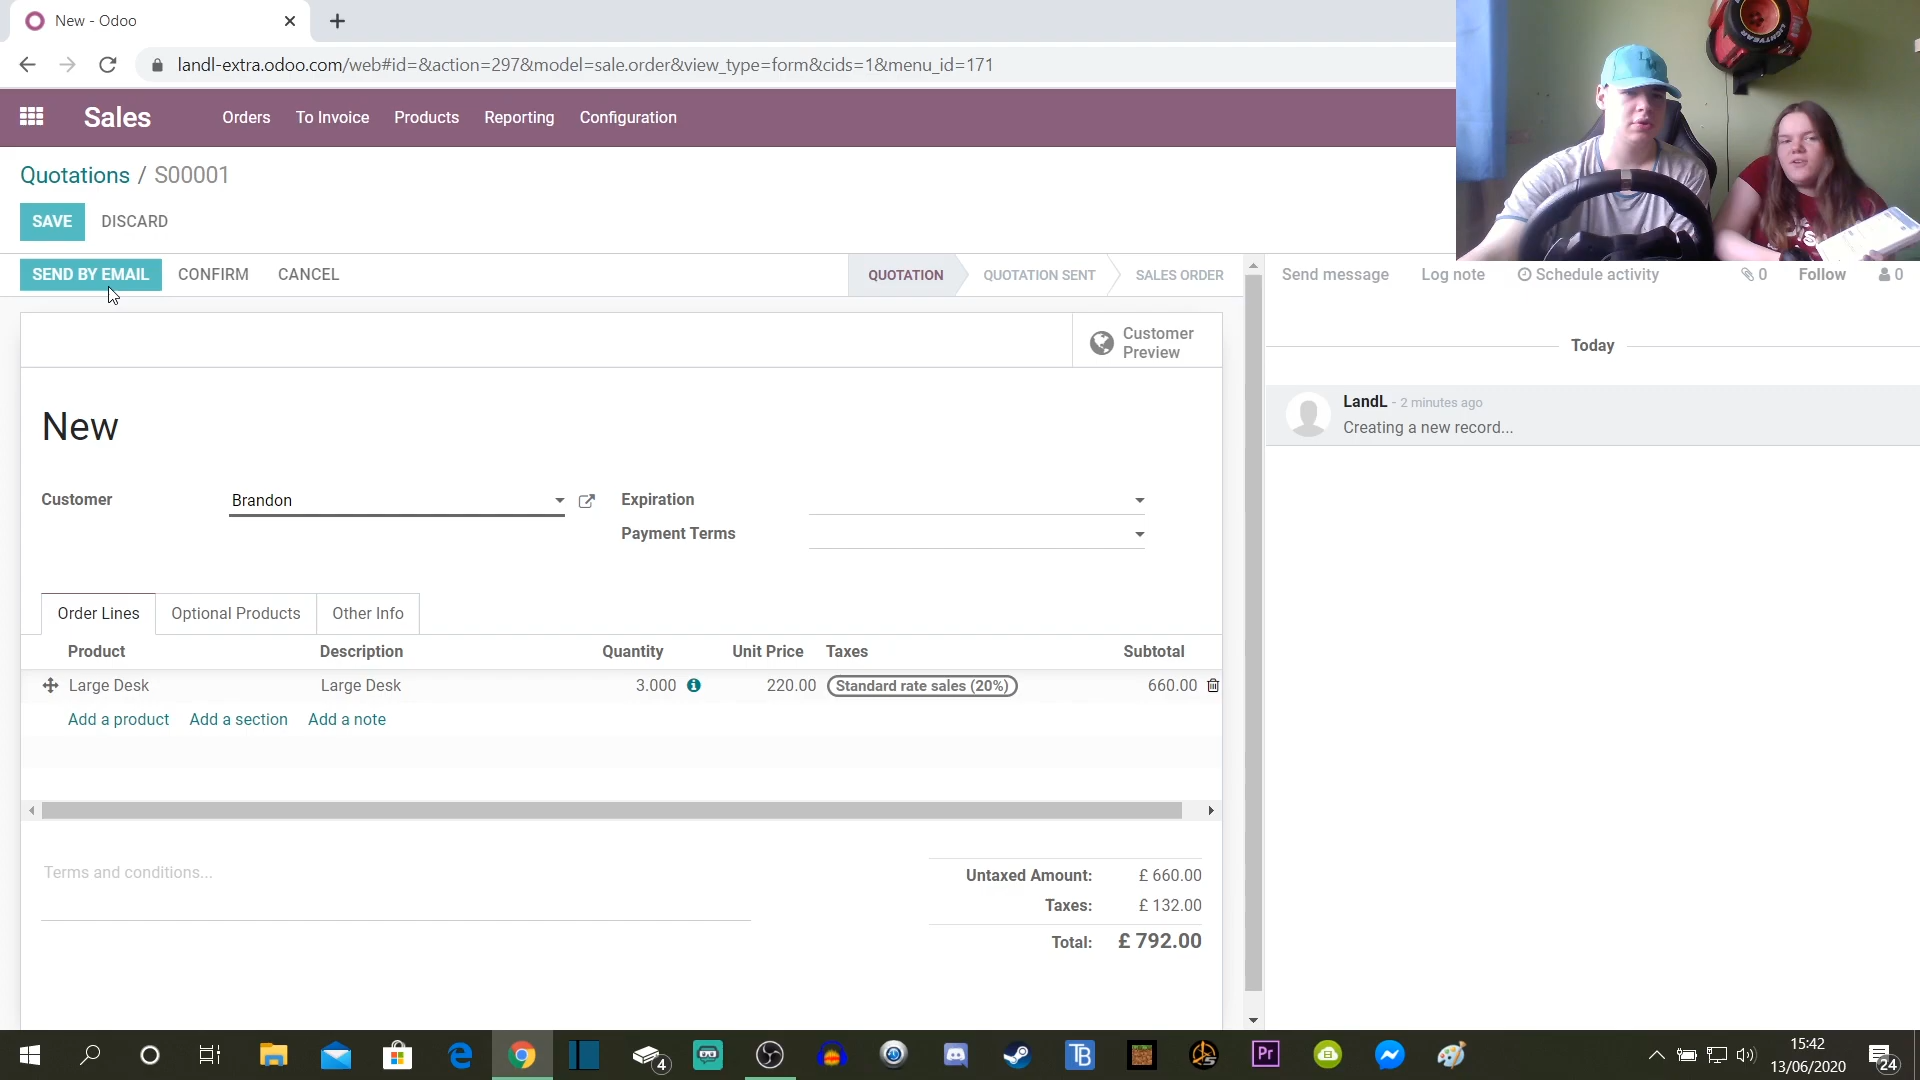 New - Odoo
landl-extra.odoo.com/web#id=&action=297&model=sale.order&view_type=form&cids=1&menu_id=171
Sales Orders To Invoice Products Reporting Configuration
Quotations / S00001
SAVE DISCARD
SEND BY EMAIL CONFIRM CANCEL QUOTATION QUOTATION SENT SALES ORDER Send message Log note Schedule activity 0 Follow 0
Customer
Preview
Today
New
LandL - 2 minutes ago
Creating a new record...
Customer Brandon Expiration
Payment Terms
Order Lines Optional Products Other Info
Product Description Quantity Unit Price Taxes Subtotal
Large Desk Large Desk 3.000 220.00 Standard rate sales (20%) 660.00
Add a product Add a section Add a note
Terms and conditions...
Untaxed Amount: £ 660.00
Taxes: £ 132.00
Total: £ 792.00
4 TB Pr
15:42
13/06/2020
24